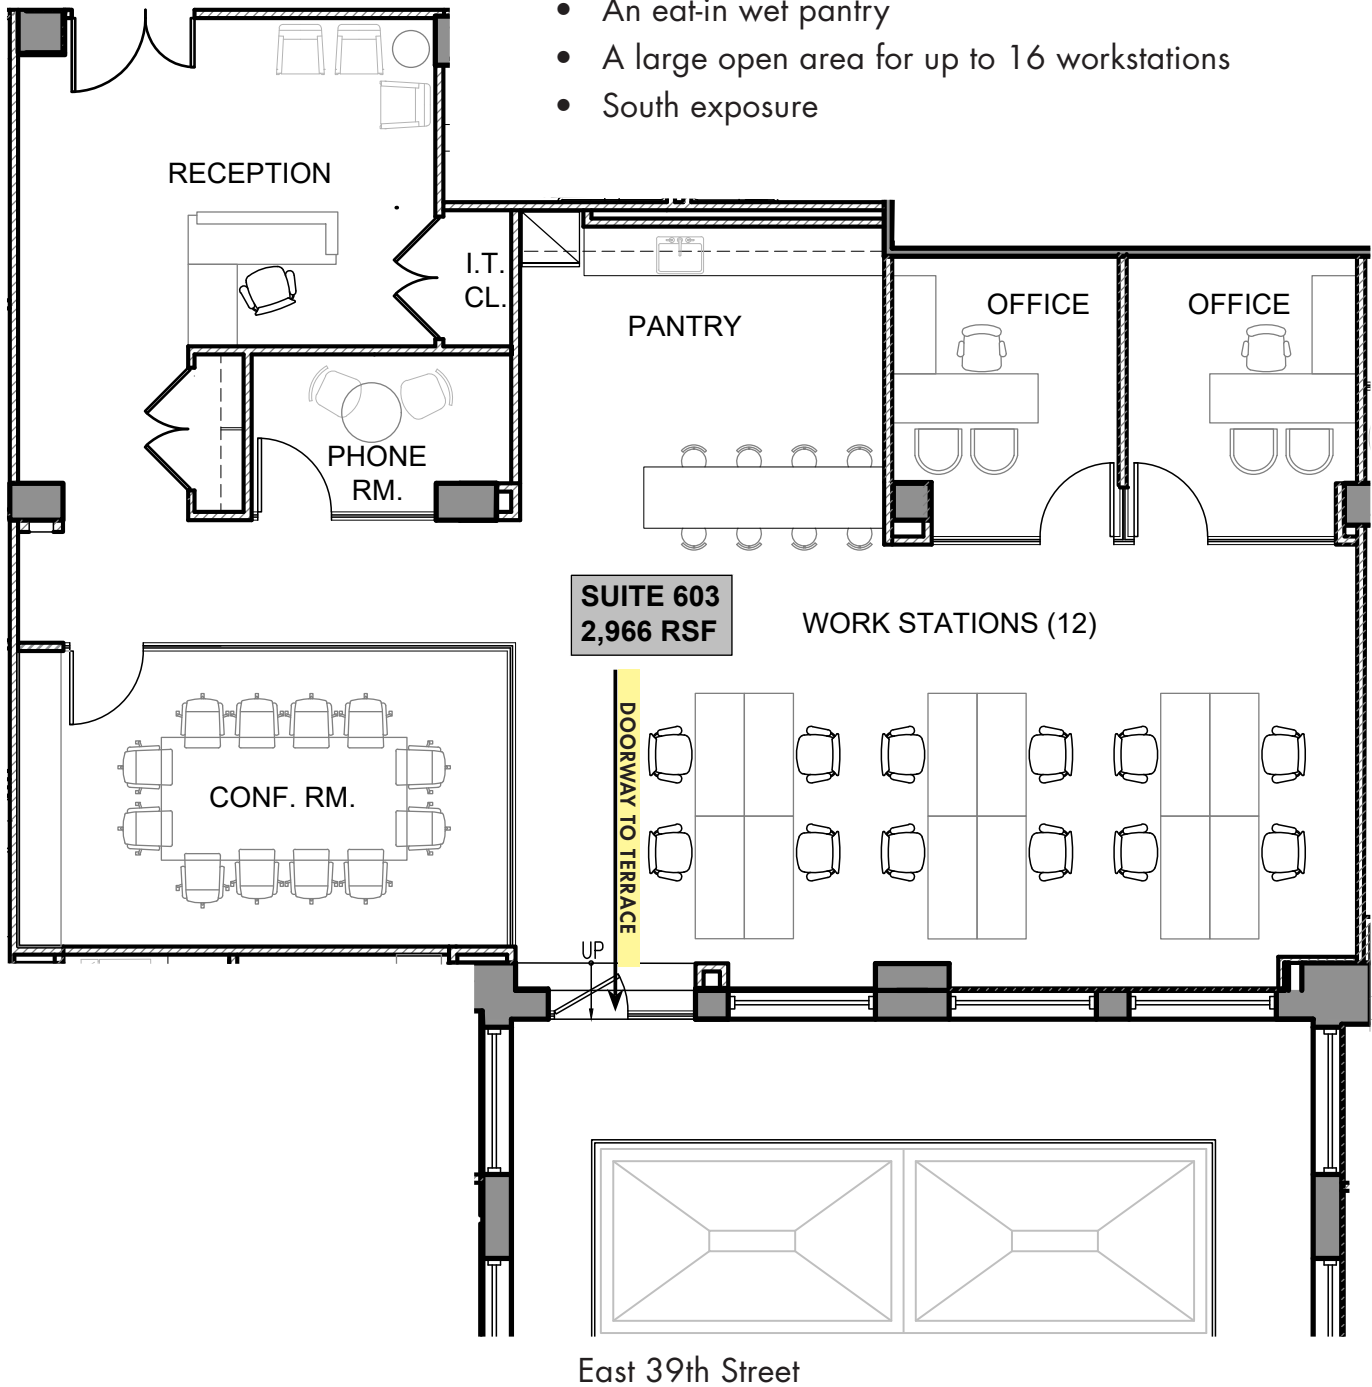 • An eat-in wet pantry
• A large open area for up to 16 workstations
• South exposure
RECEPTION
I.T.
CL.
PANTRY
OFFICE
OFFICE
PHONE
RM.
SUITE 603
2,966 RSF
WORK STATIONS (12)
DOORWAY TO TERRACE
CONF. RM.
UP
East 39th Street